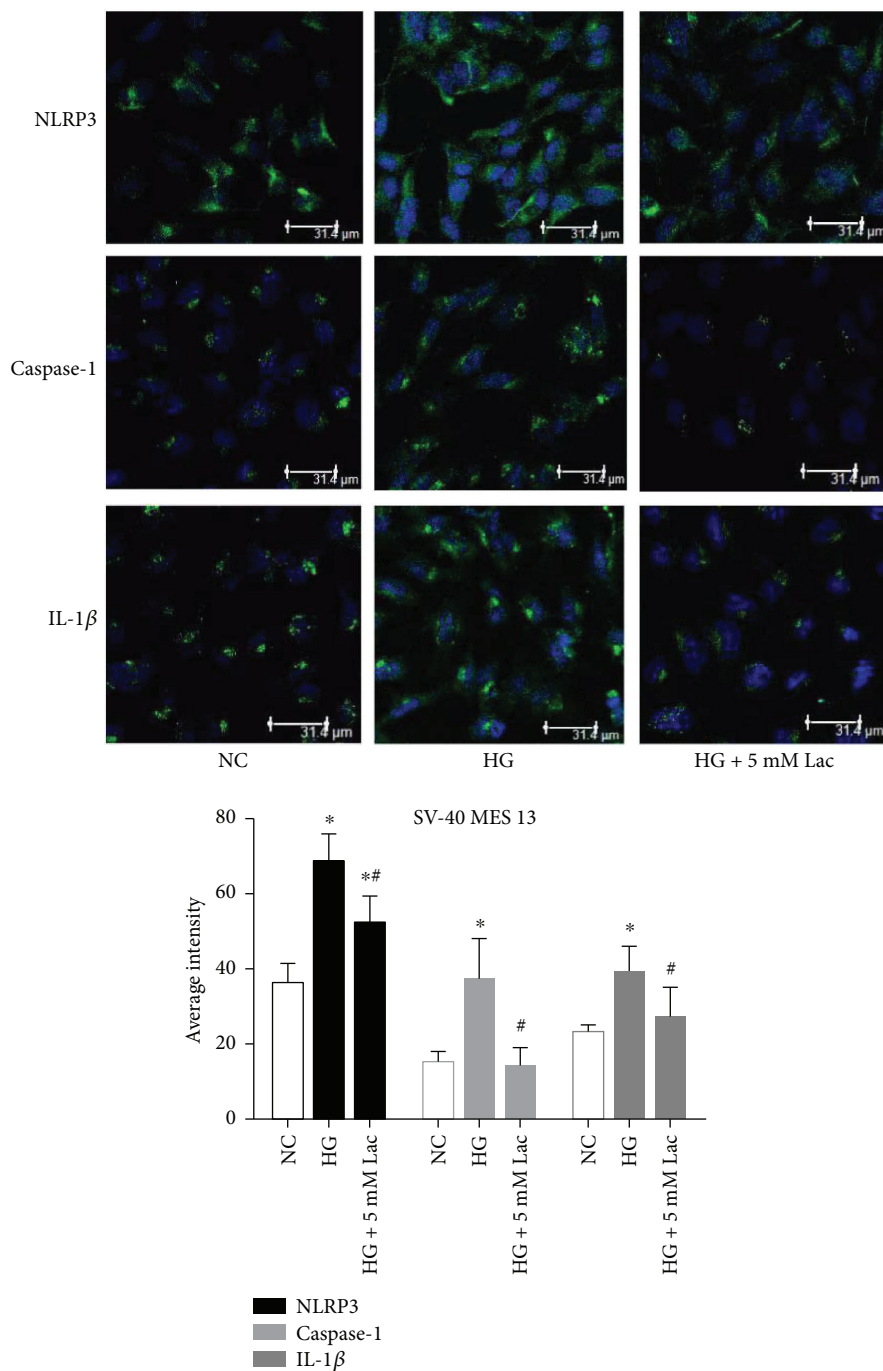 NLRP3
31.4 µm
31.4 µm
31.4 µm
Caspase-1
31.4 µm
31.4 µm
31.4 µm
IL-1β
31.4 µm
31.4 µm
31.4 µm
NC HG HG + 5 mM Lac
SV-40 MES 13
Average intensity
80
60
40
20
0
*
*#
*
#
*
#
NC
HG
HG + 5 mM Lac
NC
HG
HG + 5 mM Lac
NC
HG
HG + 5 mM Lac
NLRP3
Caspase-1
IL-1β